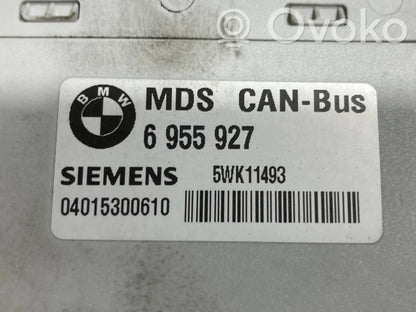 OVOKO
BMW
MDS CAN-Bus
6 955 927
SIEMENS 5WK11493
04015300610